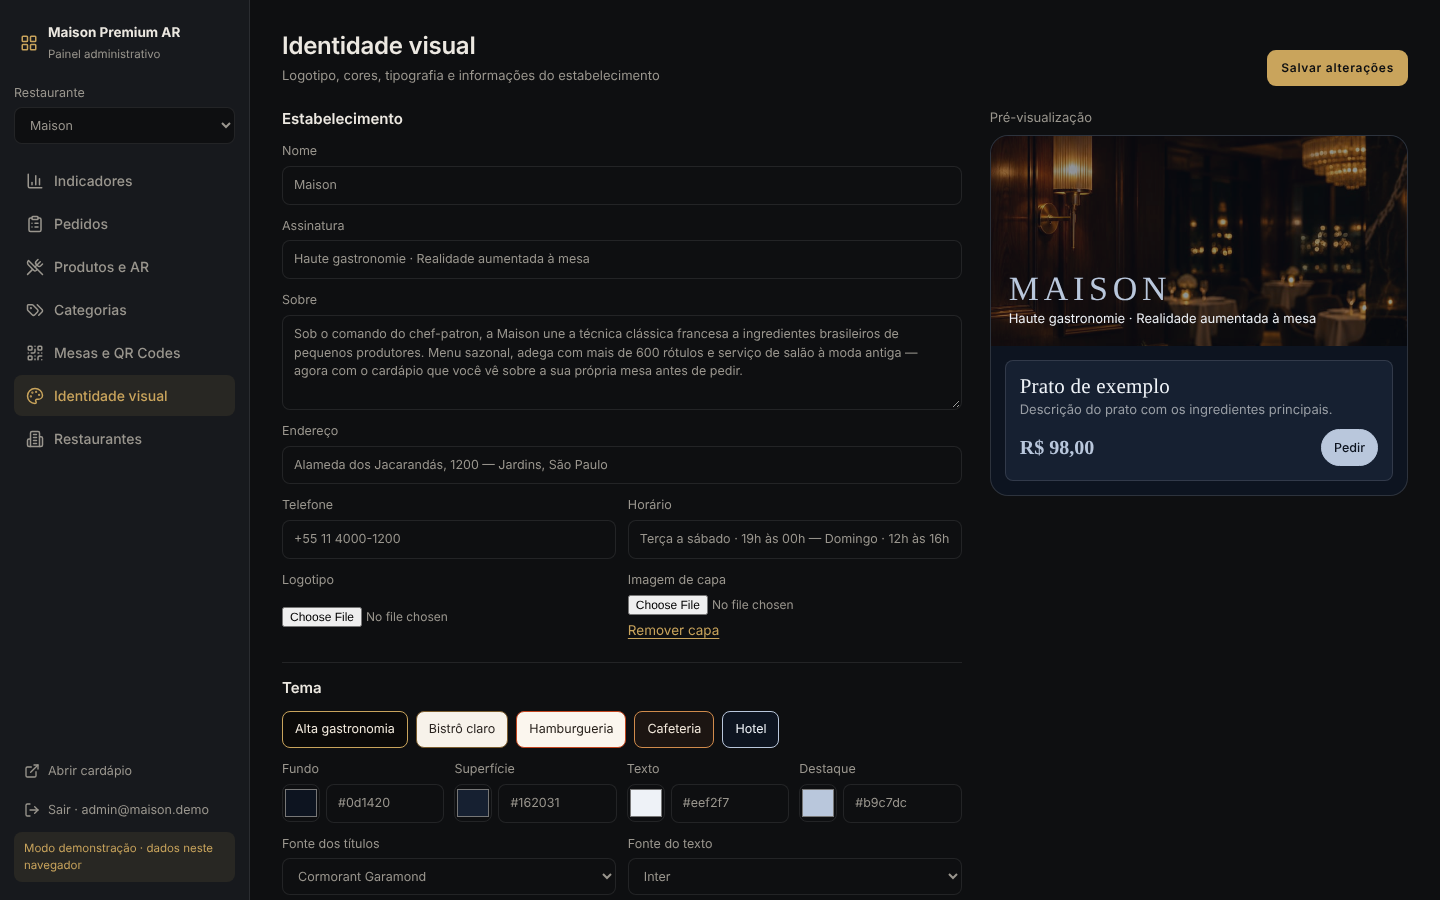 Maison Premium AR
Painel administrativo
Restaurante
Maison
Indicadores
Pedidos
Produtos e AR
Categorias
Mesas e QR Codes
Identidade visual
Restaurantes
Abrir cardápio
Sair · admin@maison.demo
Modo demonstração · dados neste
navegador
Identidade visual
Logotipo, cores, tipografia e informações do estabelecimento
Salvar alterações
Estabelecimento
Nome
Maison
Assinatura
Haute gastronomie · Realidade aumentada à mesa
Sobre
Sob o comando do chef-patron, a Maison une a técnica clássica francesa a ingredientes brasileiros de
pequenos produtores. Menu sazonal, adega com mais de 600 rótulos e serviço de salão à moda antiga —
agora com o cardápio que você vê sobre a sua própria mesa antes de pedir.
Endereço
Alameda dos Jacarandás, 1200 — Jardins, São Paulo
Telefone
Horário
+55 11 4000-1200
Terça a sábado · 19h às 00h — Domingo · 12h às 16h
Logotipo
Imagem de capa
Choose File No file chosen
Choose File No file chosen
Remover capa
Tema
Alta gastronomia
Bistrô claro
Hamburgueria
Cafeteria
Hotel
Fundo
Superfície
Texto
Destaque
#0d1420
#162031
#eef2f7
#b9c7dc
Fonte dos títulos
Fonte do texto
Cormorant Garamond
Inter
Pré-visualização
MAISON
Haute gastronomie · Realidade aumentada à mesa
Prato de exemplo
Descrição do prato com os ingredientes principais.
R$ 98,00
Pedir